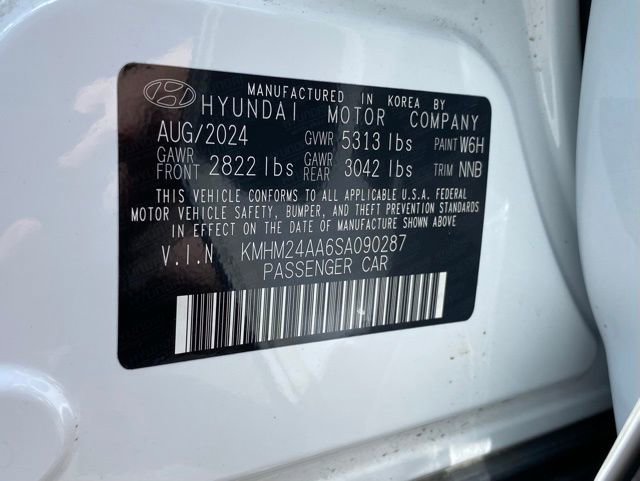 MANUFACTURED IN KOREA BY
HYUNDAI MOTOR COMPANY
AUG/2024 GVWR 5313 lbs PAINT W6H
GAWR FRONT 2822 lbs GAWR REAR 3042 lbs TRIM NNB
THIS VEHICLE CONFORMS TO ALL APPLICABLE U.S.A. FEDERAL
MOTOR VEHICLE SAFETY, BUMPER, AND THEFT PREVENTION STANDARDS
IN EFFECT ON THE DATE OF MANUFACTURE SHOWN ABOVE
V.I.N. KMHM24AA6SA090287
PASSENGER CAR